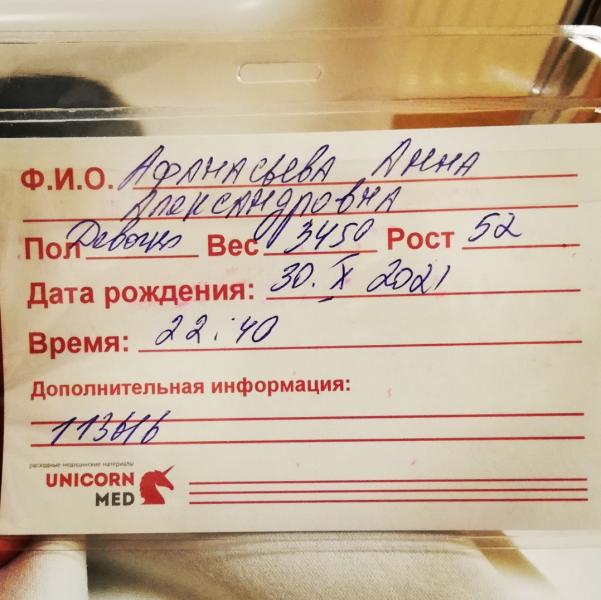 Ф.И.О. Афанасьева Анна
Александровна
Пол Девочка Вес 3450 Рост 52
Дата рождения: 30. X 2021
Время: 22:40
Дополнительная информация:
113616
расходные медицинские материалы
UNICORN
MED